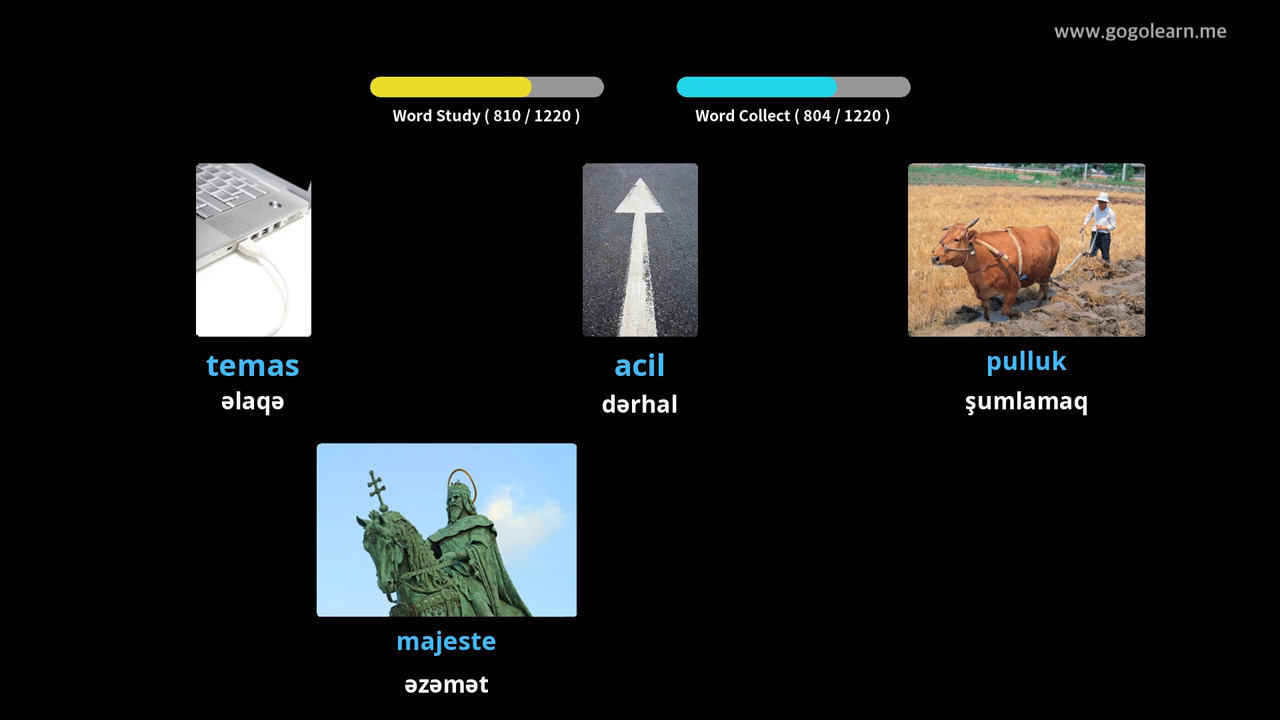 www.gogolearn.me
Word Study ( 810 / 1220 )
Word Collect ( 804 / 1220 )
temas
əlaqə
acil
dərhal
pulluk
şumlamaq
majeste
əzəmət